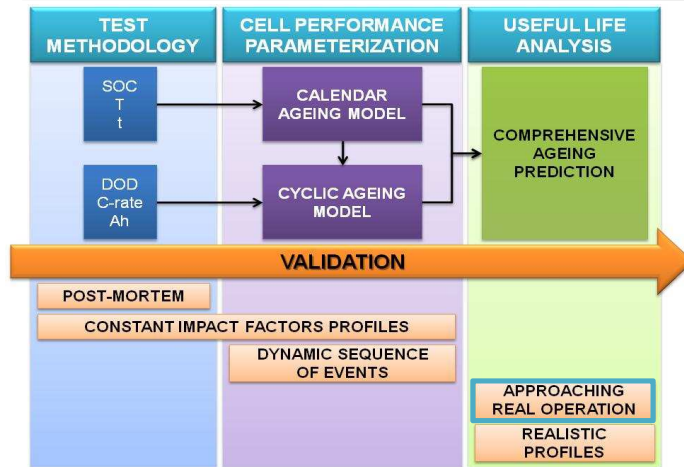 TEST
METHODOLOGY
CELL PERFORMANCE
PARAMETERIZATION
USEFUL LIFE
ANALYSIS
SOC
T
t
CALENDAR
AGEING MODEL
COMPREHENSIVE
AGEING
PREDICTION
DOD
C-rate
Ah
CYCLIC AGEING
MODEL
VALIDATION
POST-MORTEM
CONSTANT IMPACT FACTORS PROFILES
DYNAMIC SEQUENCE
OF EVENTS
APPROACHING
REAL OPERATION
REALISTIC
PROFILES